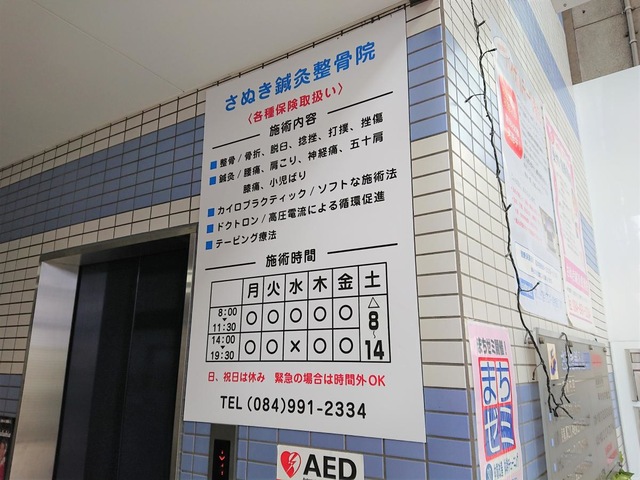 さぬき鍼灸整骨院
〈各種保険取扱い〉
施術内容
■整骨/骨折、脱臼、捻挫、打撲、挫傷
■鍼灸/腰痛、肩こり、神経痛、五十肩
膝痛、小児ばり
■カイロプラクティック/ソフトな施術法
■ドクトロン/高圧電流による循環促進
■テーピング療法
施術時間
月 火 水 木 金 土
8:00 ▼ 11:30 ○ ○ ○ ○ ○ △ 8 〜 14
14:00 ▼ 19:30 ○ ○ × ○ ○
日、祝日は休み 緊急の場合は時間外OK
TEL (084)991-2334
AED
まちゼミ開催!
まち
ゼミ